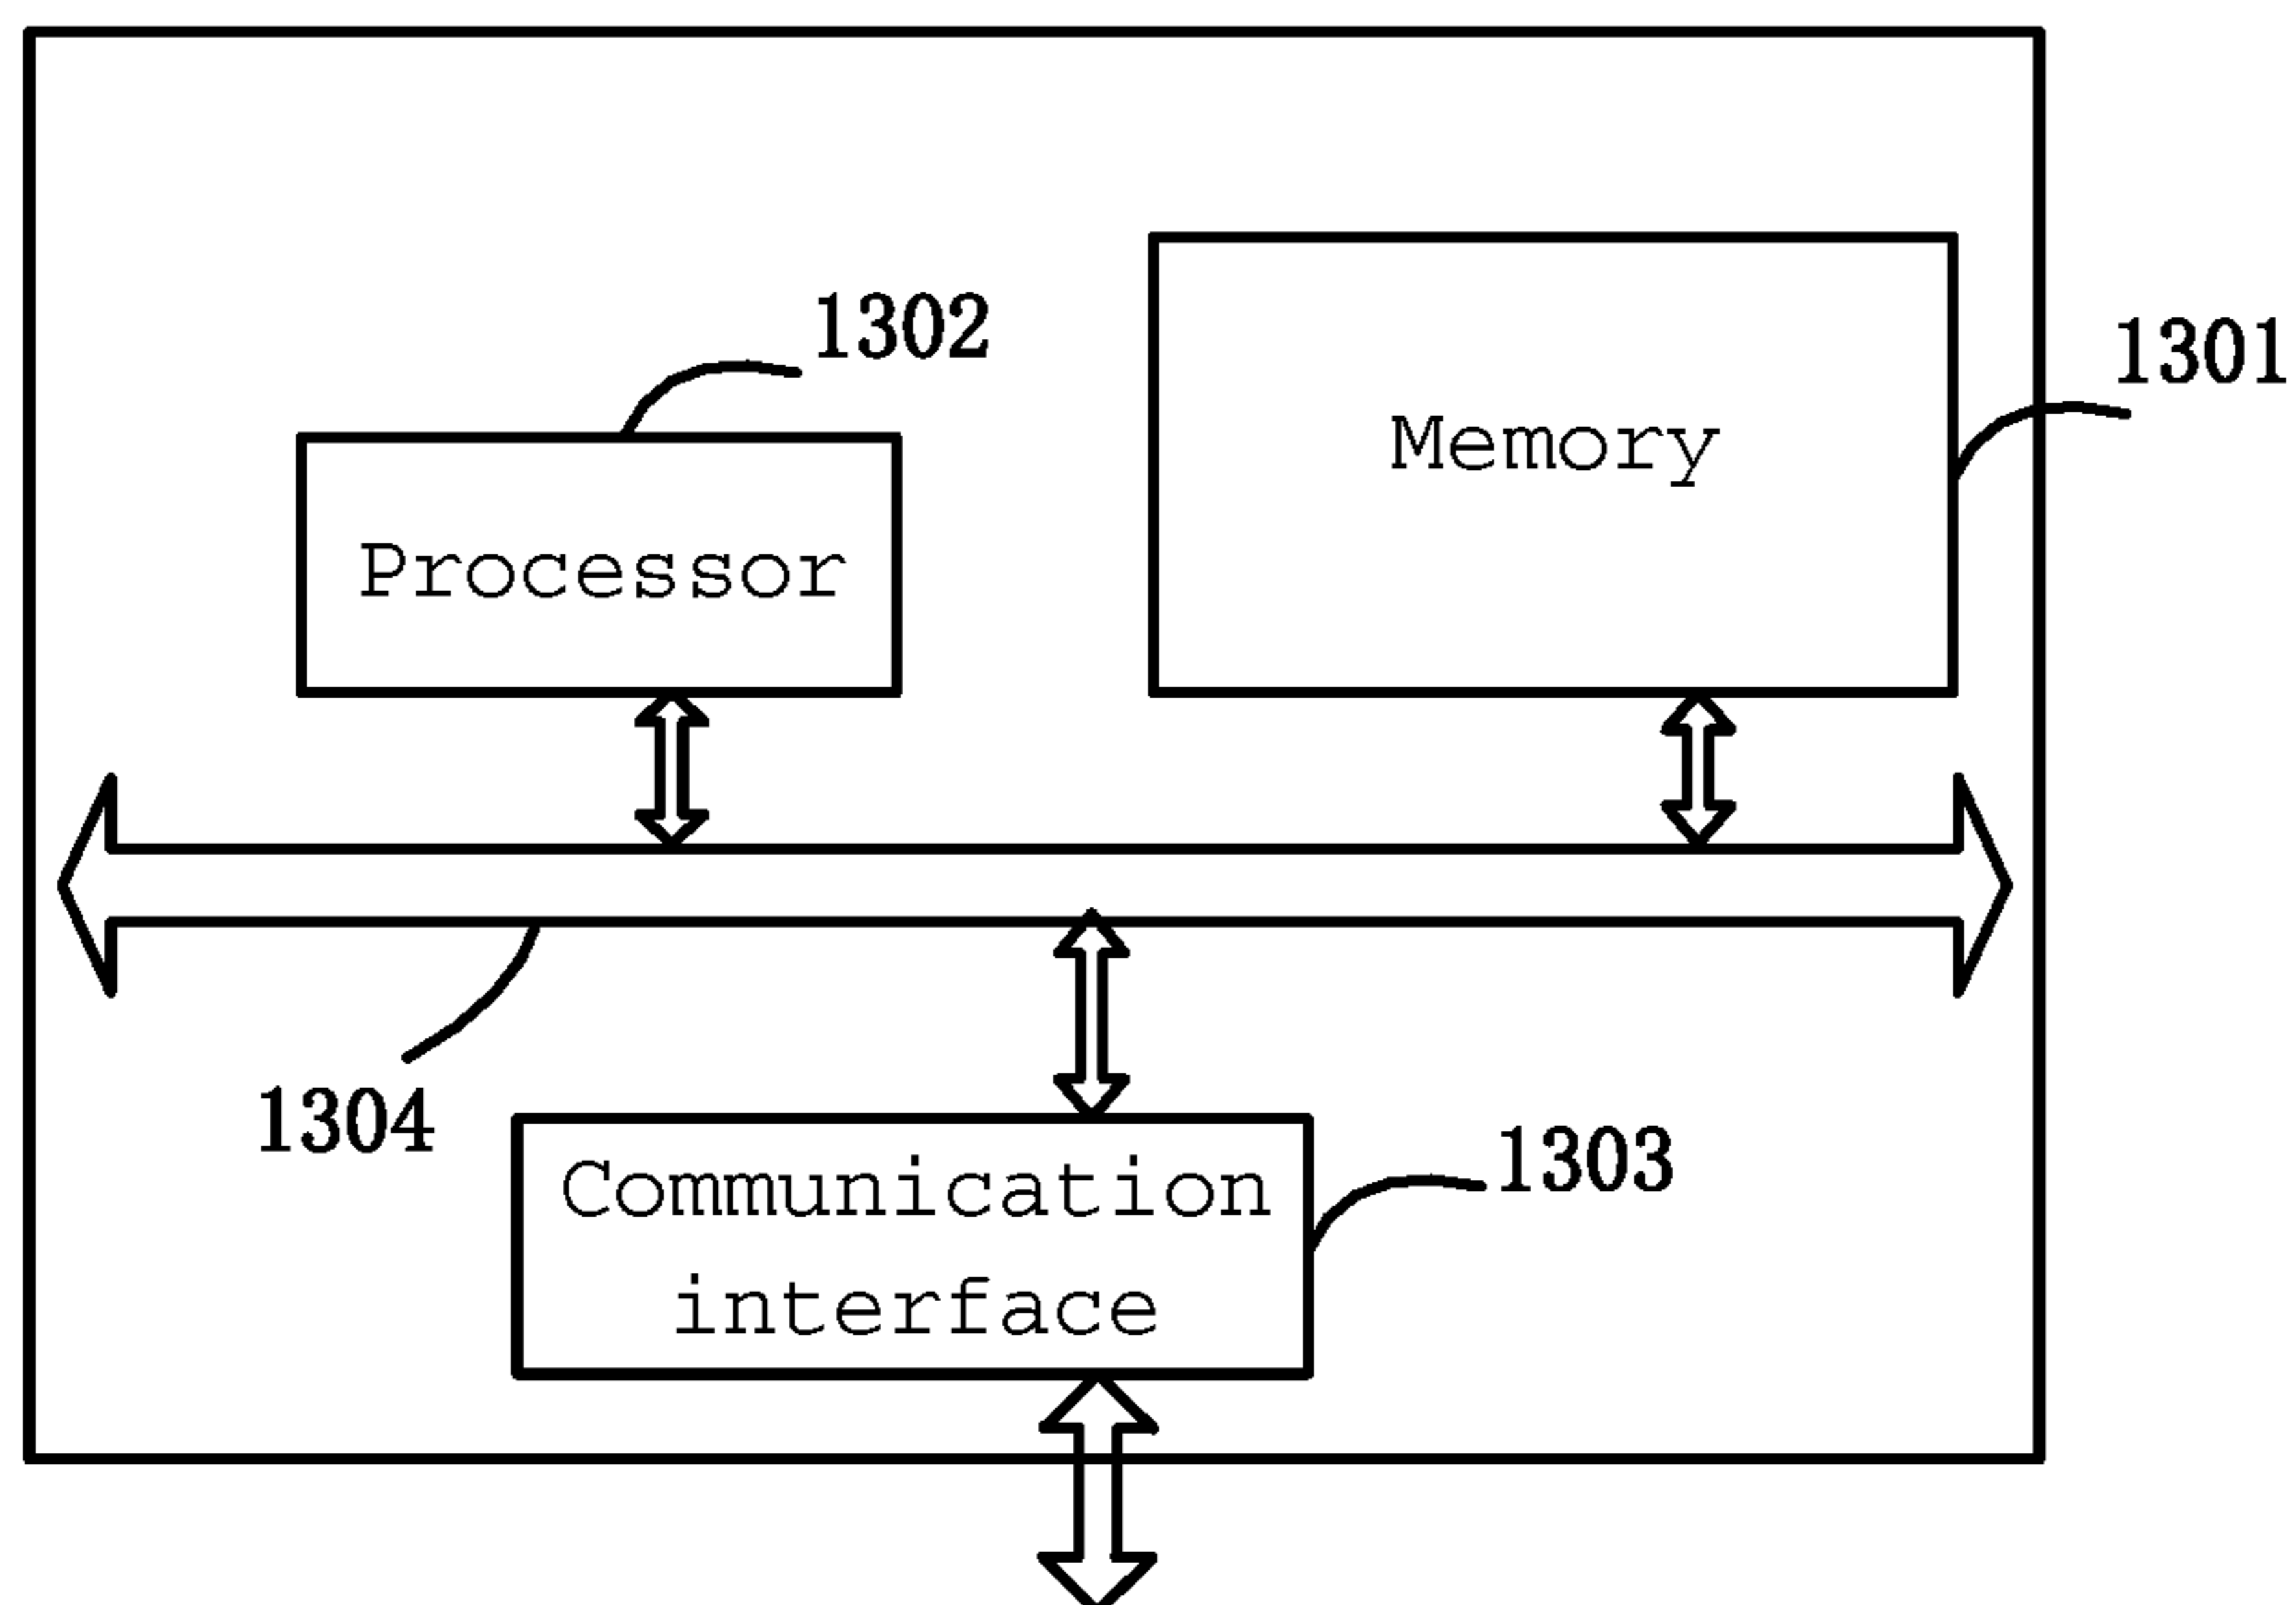 1302
1301
Memory
Processor
1304
1303
Communication
interface